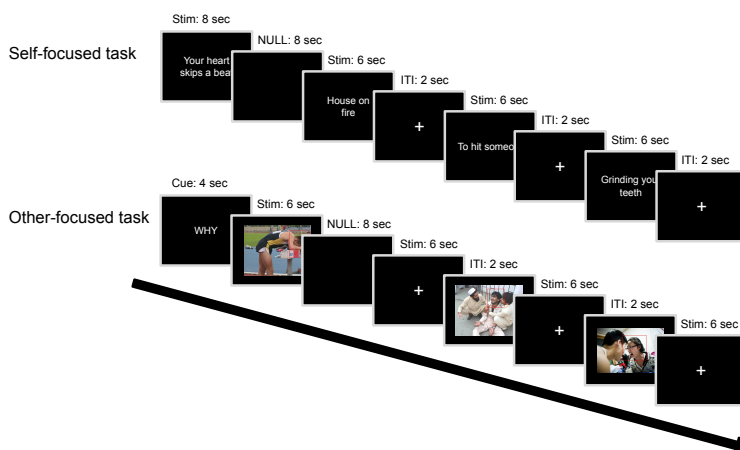 Stim: 8 sec
Self-focused task
NULL: 8 sec
Your heart
skips a bea
Stim: 6 sec
House on
fire
ITI: 2 sec
+
Stim: 6 sec
To hit someo
ITI: 2 sec
+
Stim: 6 sec
Grinding you
teeth
ITI: 2 sec
+
Cue: 4 sec
Other-focused task
WHY
Stim: 6 sec
NULL: 8 sec
Stim: 6 sec
+
ITI: 2 sec
Stim: 6 sec
+
ITI: 2 sec
Stim: 6 sec
+